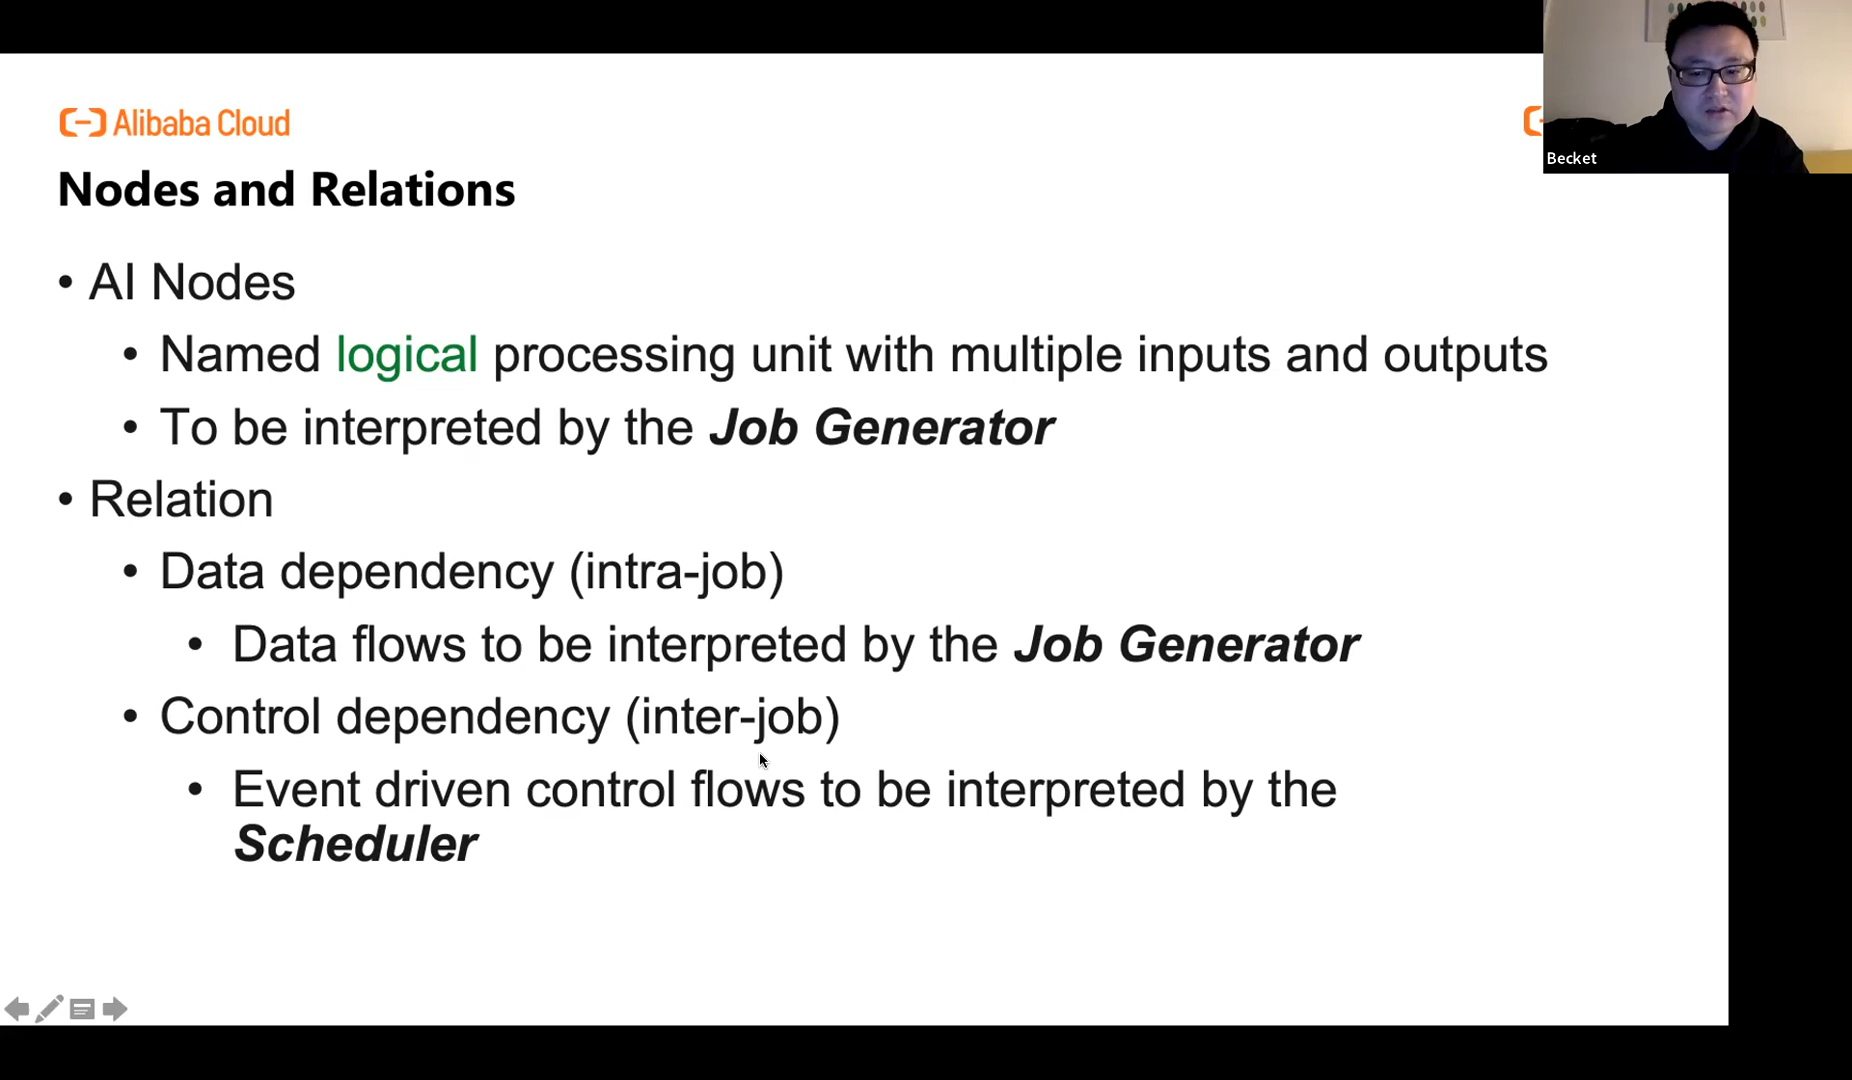 Alibaba Cloud
Becket
Nodes and Relations
• AI Nodes
• Named logical processing unit with multiple inputs and outputs
• To be interpreted by the Job Generator
• Relation
• Data dependency (intra-job)
• Data flows to be interpreted by the Job Generator
• Control dependency (inter-job)
• Event driven control flows to be interpreted by the
Scheduler